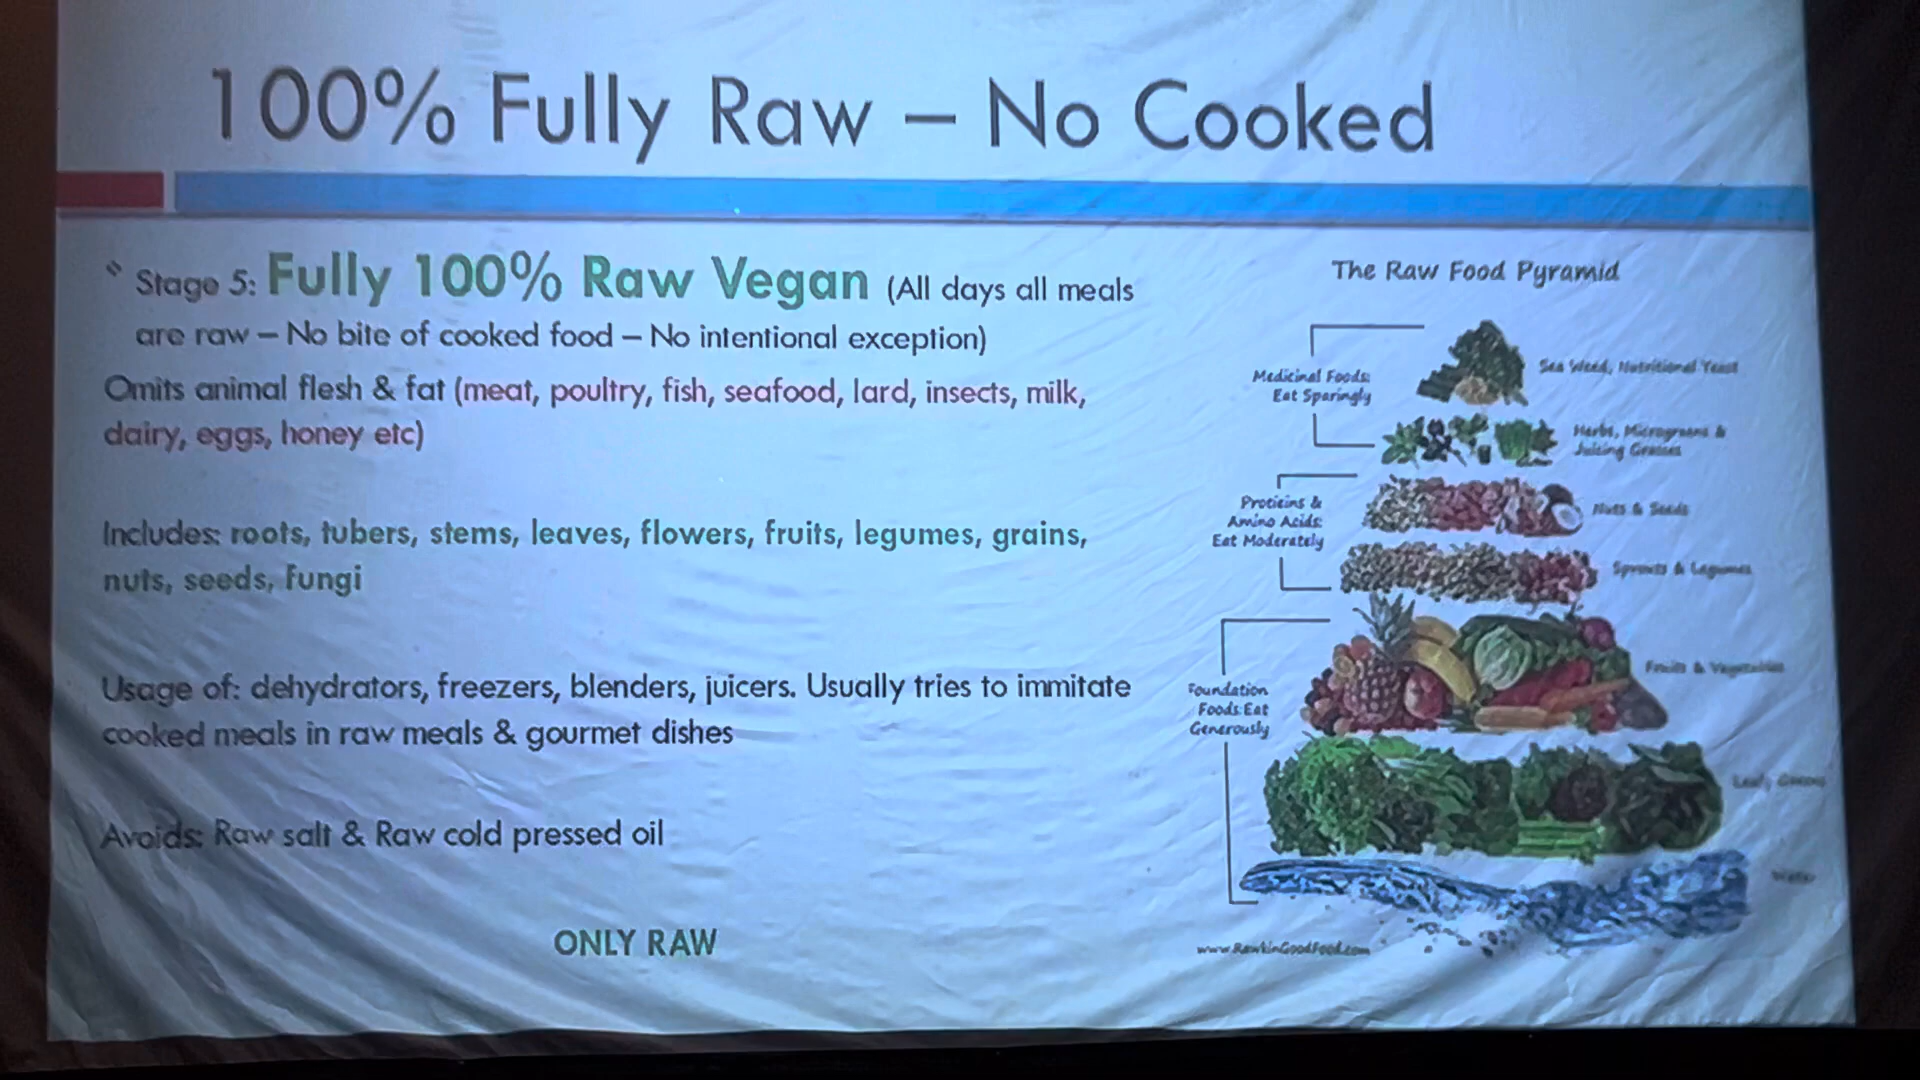 100% Fully Raw – No Cooked
Stage 5: Fully 100% Raw Vegan (All days all meals
are raw – No bite of cooked food – No intentional exception)
Omits animal flesh & fat (meat, poultry, fish, seafood, lard, insects, milk,
dairy, eggs, honey etc)
Includes: roots, tubers, stems, leaves, flowers, fruits, legumes, grains,
nuts, seeds, fungi
Usage of: dehydrators, freezers, blenders, juicers. Usually tries to immitate
cooked meals in raw meals & gourmet dishes
Avoids: Raw salt & Raw cold pressed oil
ONLY RAW
The Raw Food Pyramid
Medicinal Foods:
Eat Sparingly
Sea Weed, Nutritional Yeast
Herbs, Microgreens &
Juicing Grasses
Protieins &
Amino Acids:
Eat Moderately
Nuts & Seeds
Sprouts & Legumes
Foundation
Foods:Eat
Generously
Fruits & Vegetables
Leafy Greens
Water
www.RawkinGoodFood.com